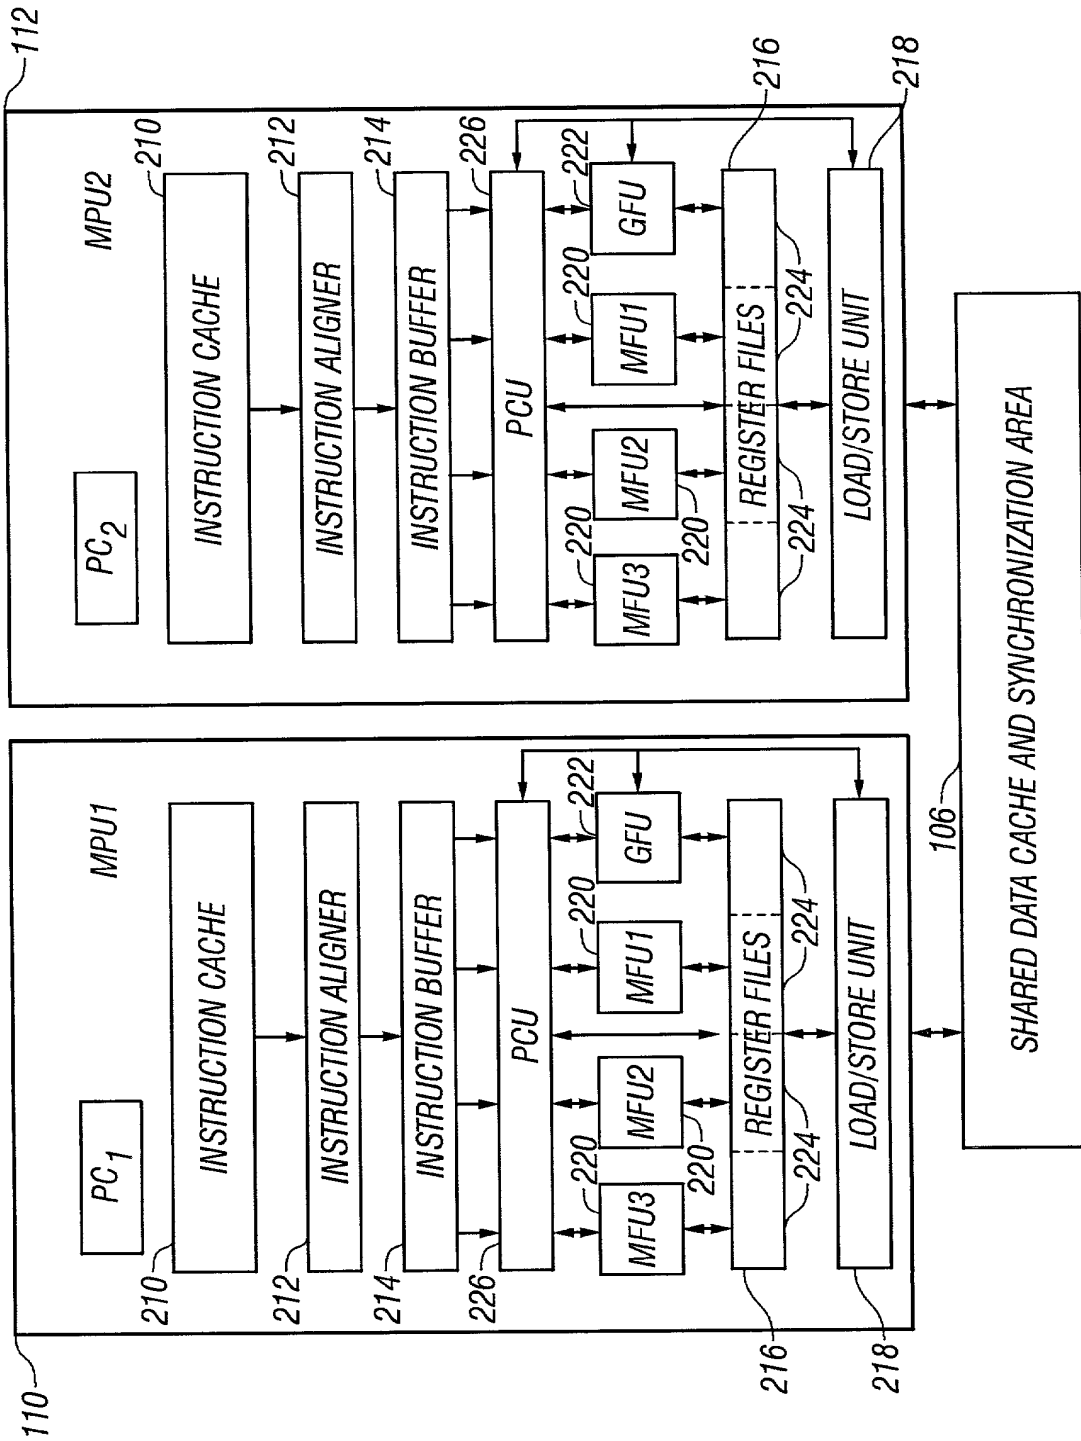 110
MPU1
PC1
210
INSTRUCTION CACHE
212
INSTRUCTION ALIGNER
214
INSTRUCTION BUFFER
226
PCU
220
220
222
MFU3
MFU2
MFU1
GFU
220
216
REGISTER FILES
224
224
224
224
218
LOAD/STORE UNIT
112
MPU2
PC2
210
INSTRUCTION CACHE
212
INSTRUCTION ALIGNER
214
INSTRUCTION BUFFER
226
PCU
220
220
222
MFU3
MFU2
MFU1
GFU
220
216
REGISTER FILES
224
224
224
224
218
LOAD/STORE UNIT
106
SHARED DATA CACHE AND SYNCHRONIZATION AREA